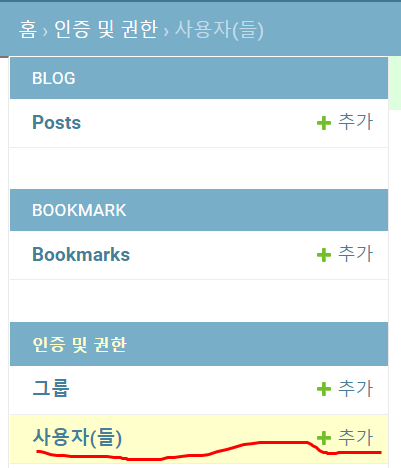 홈 › 인증 및 권한 › 사용자(들)
BLOG
Posts 추가
BOOKMARK
Bookmarks 추가
인증 및 권한
그룹 추가
사용자(들) 추가